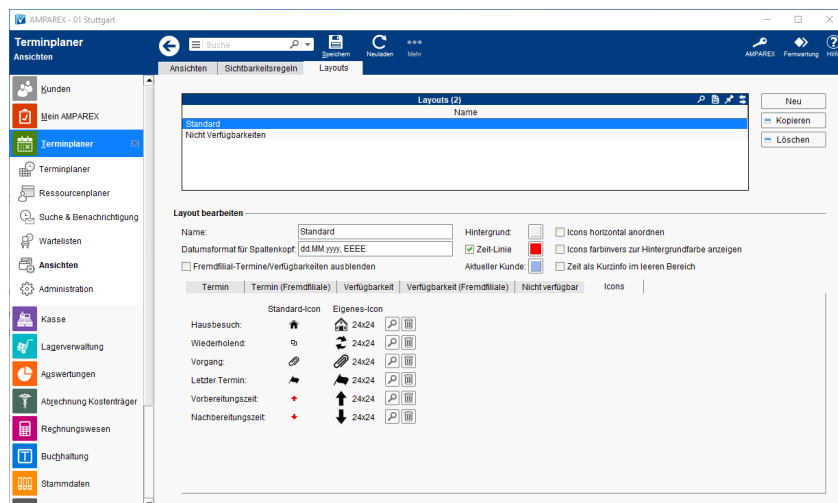 AMPAREX - 01 Stuttgart
Terminplaner
Ansichten
Suche
Speichern
Neuladen
Mehr
AMPAREX
Fernwartung
Hilfe
Ansichten
Sichtbarkeitsregeln
Layouts
Kunden
Mein AMPAREX
Terminplaner
Terminplaner
Ressourcenplaner
Suche & Benachrichtigung
Wartelisten
Ansichten
Administration
Kasse
Lagerverwaltung
Auswertungen
Abrechnung Kostenträger
Rechnungswesen
Buchhaltung
Stammdaten
Layouts (2)
Name
Standard
Nicht Verfügbarkeiten
Neu
Kopieren
Löschen
Layout bearbeiten
Name: Standard Hintergrund: Icons horizontal anordnen
Datumsformat für Spaltenkopf: dd.MM.yyyy, EEEE Zeit-Linie Icons farbinvers zur Hintergrundfarbe anzeigen
Fremdfilial-Termine/Verfügbarkeiten ausblenden Aktueller Kunde: Zeit als Kurzinfo im leeren Bereich
Termin Termin (Fremdfiliale) Verfügbarkeit Verfügbarkeit (Fremdfiliale) Nicht verfügbar Icons
Standard-Icon Eigenes-Icon
Hausbesuch: 24x24
Wiederholend: 24x24
Vorgang: 24x24
Letzter Termin: 24x24
Vorbereitungszeit: 24x24
Nachbereitungszeit: 24x24